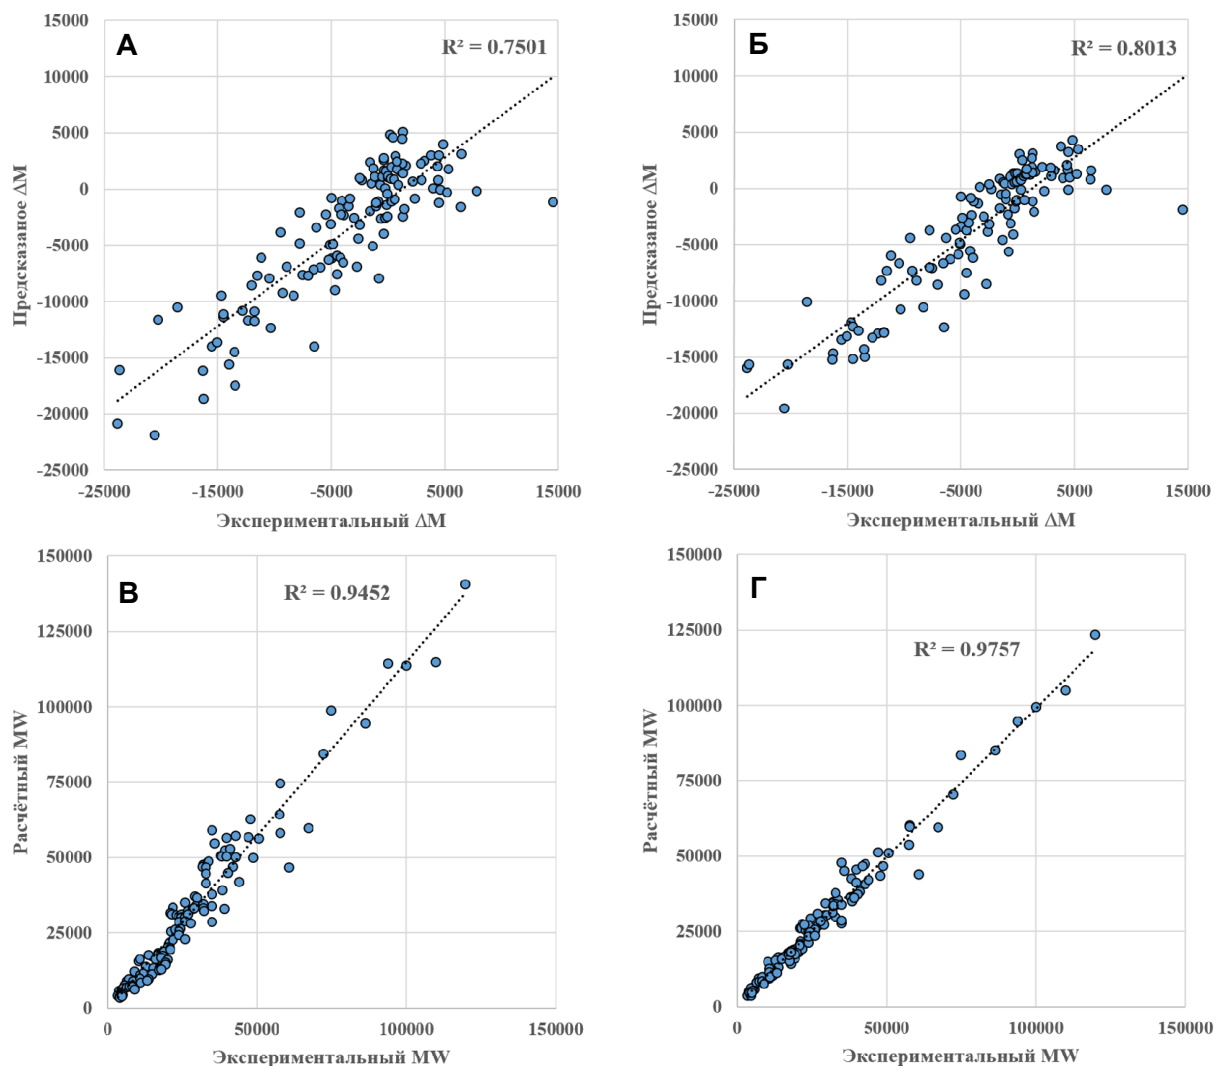 А
R² = 0.7501
15000
10000
5000
0
-5000
-10000
-15000
-20000
-25000
-25000 -15000 -5000 5000 15000
Предсказаное ΔM
Экспериментальный ΔM
Б
R² = 0.8013
15000
10000
5000
0
-5000
-10000
-15000
-20000
-25000
-25000 -15000 -5000 5000 15000
Предсказаное ΔM
Экспериментальный ΔM
В
R² = 0.9452
150000
125000
100000
75000
50000
25000
0
0 50000 100000 150000
Расчётный MW
Экспериментальный MW
Г
R² = 0.9757
150000
125000
100000
75000
50000
25000
0
0 50000 100000 150000
Расчётный MW
Экспериментальный MW